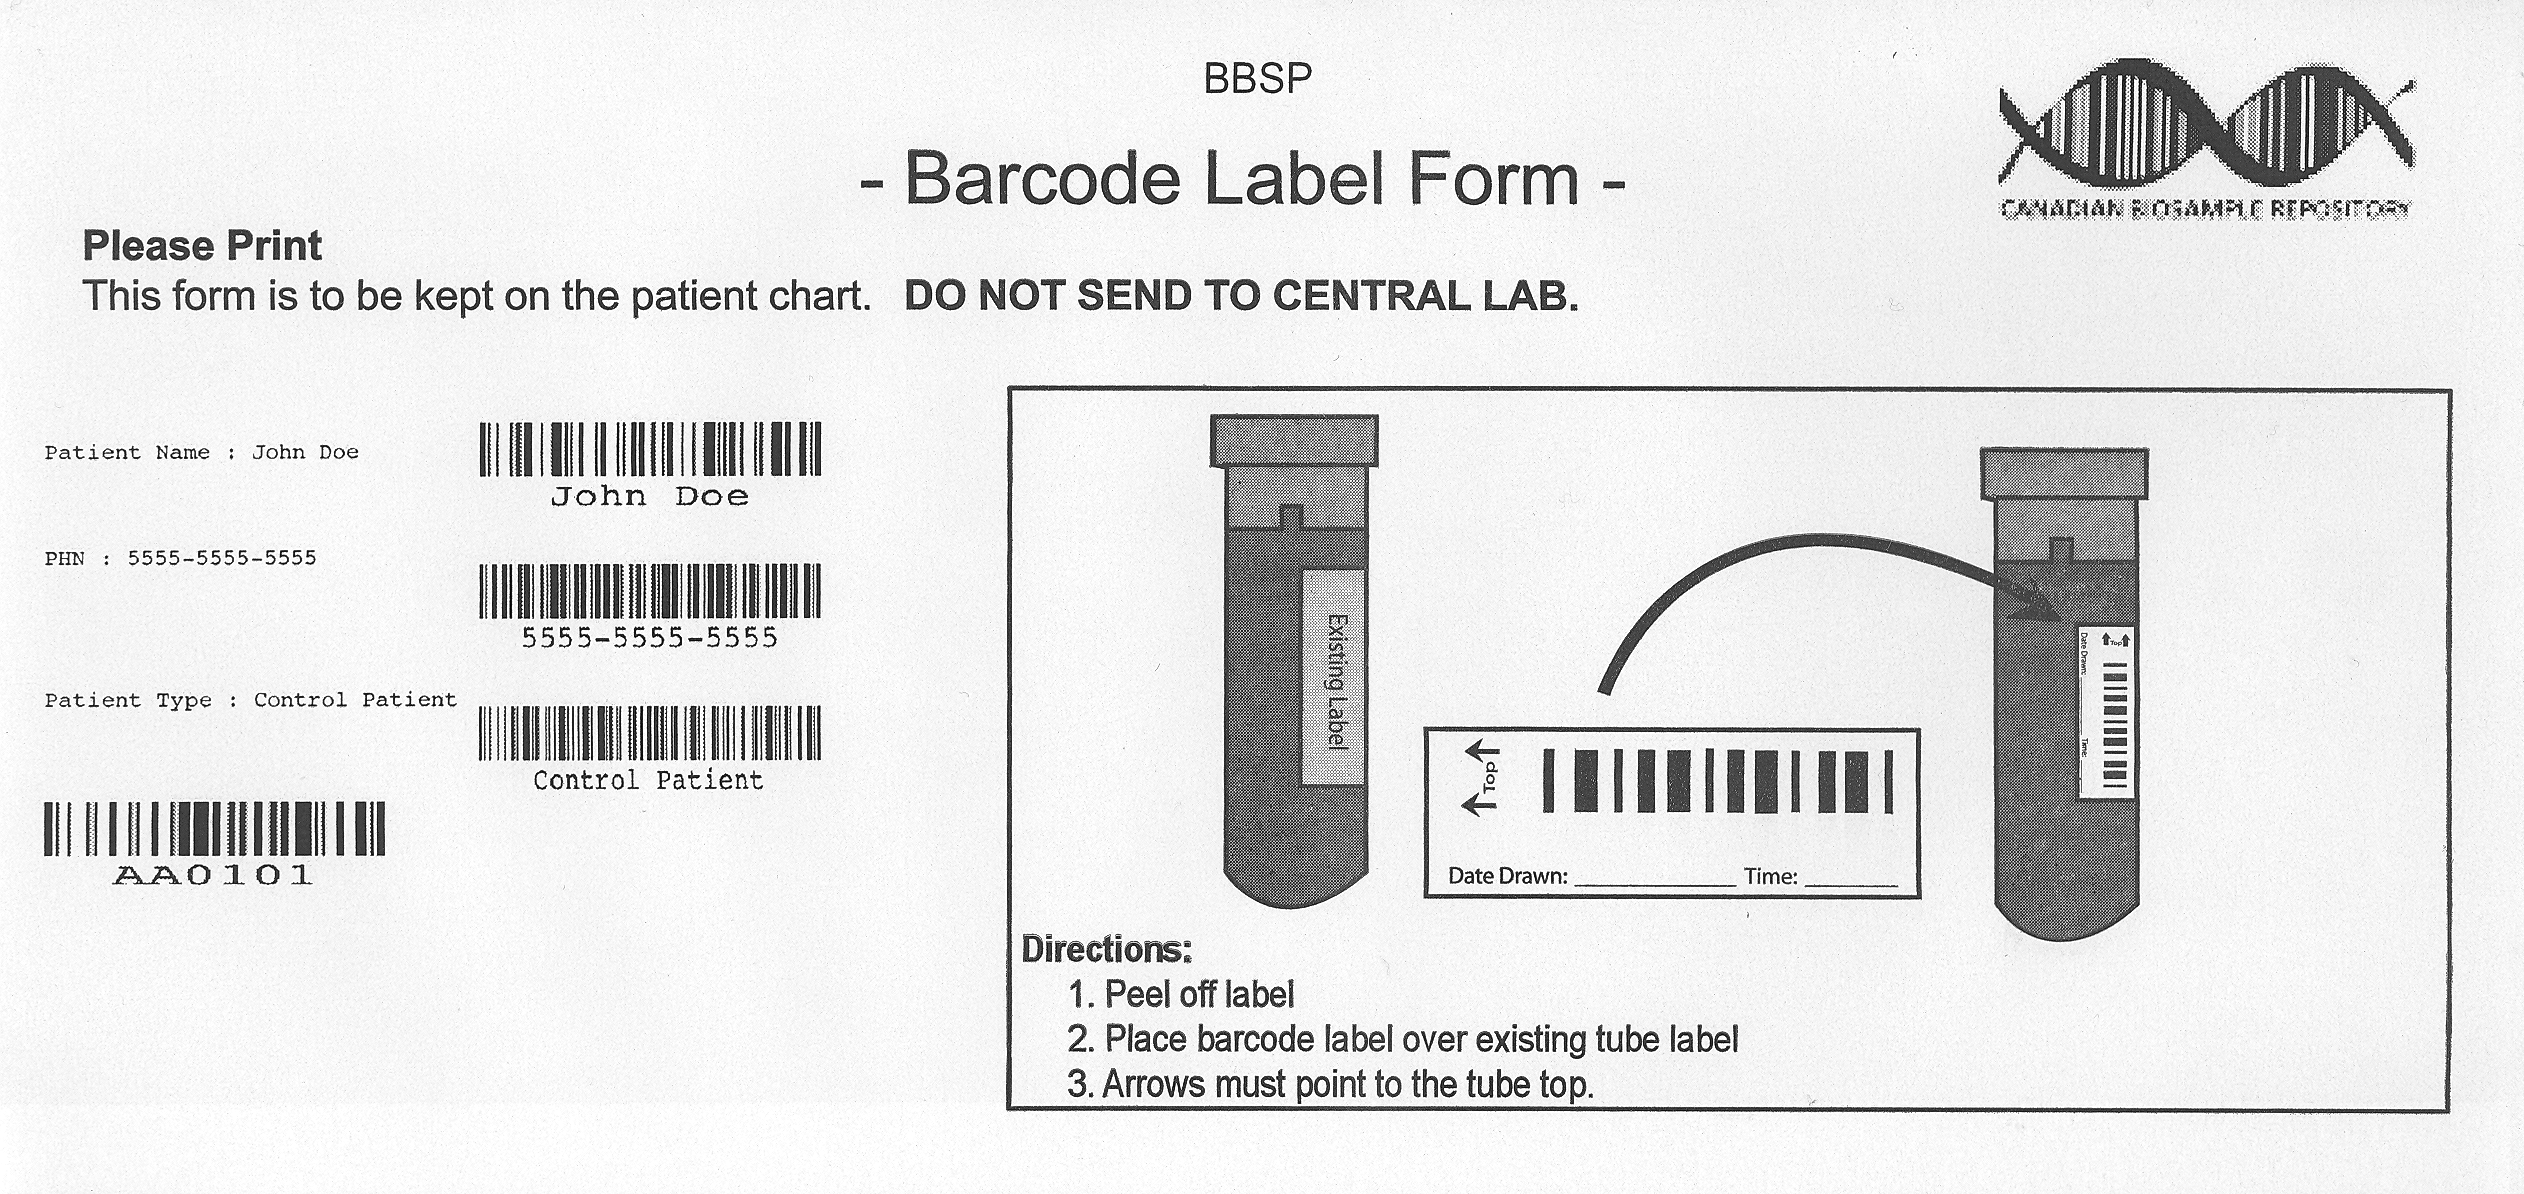 BBSP
- Barcode Label Form -
CANADIAN BIOSAMPLE REPOSITORY
Please Print
This form is to be kept on the patient chart. DO NOT SEND TO CENTRAL LAB.
Patient Name : John Doe
John Doe
PHN : 5555-5555-5555
5555-5555-5555
Patient Type : Control Patient
Control Patient
AA0101
Existing Label
Top
Date Drawn: ____________ Time: _______
Top
Date Drawn: ____________ Time: _______
Directions:
1. Peel off label
2. Place barcode label over existing tube label
3. Arrows must point to the tube top.